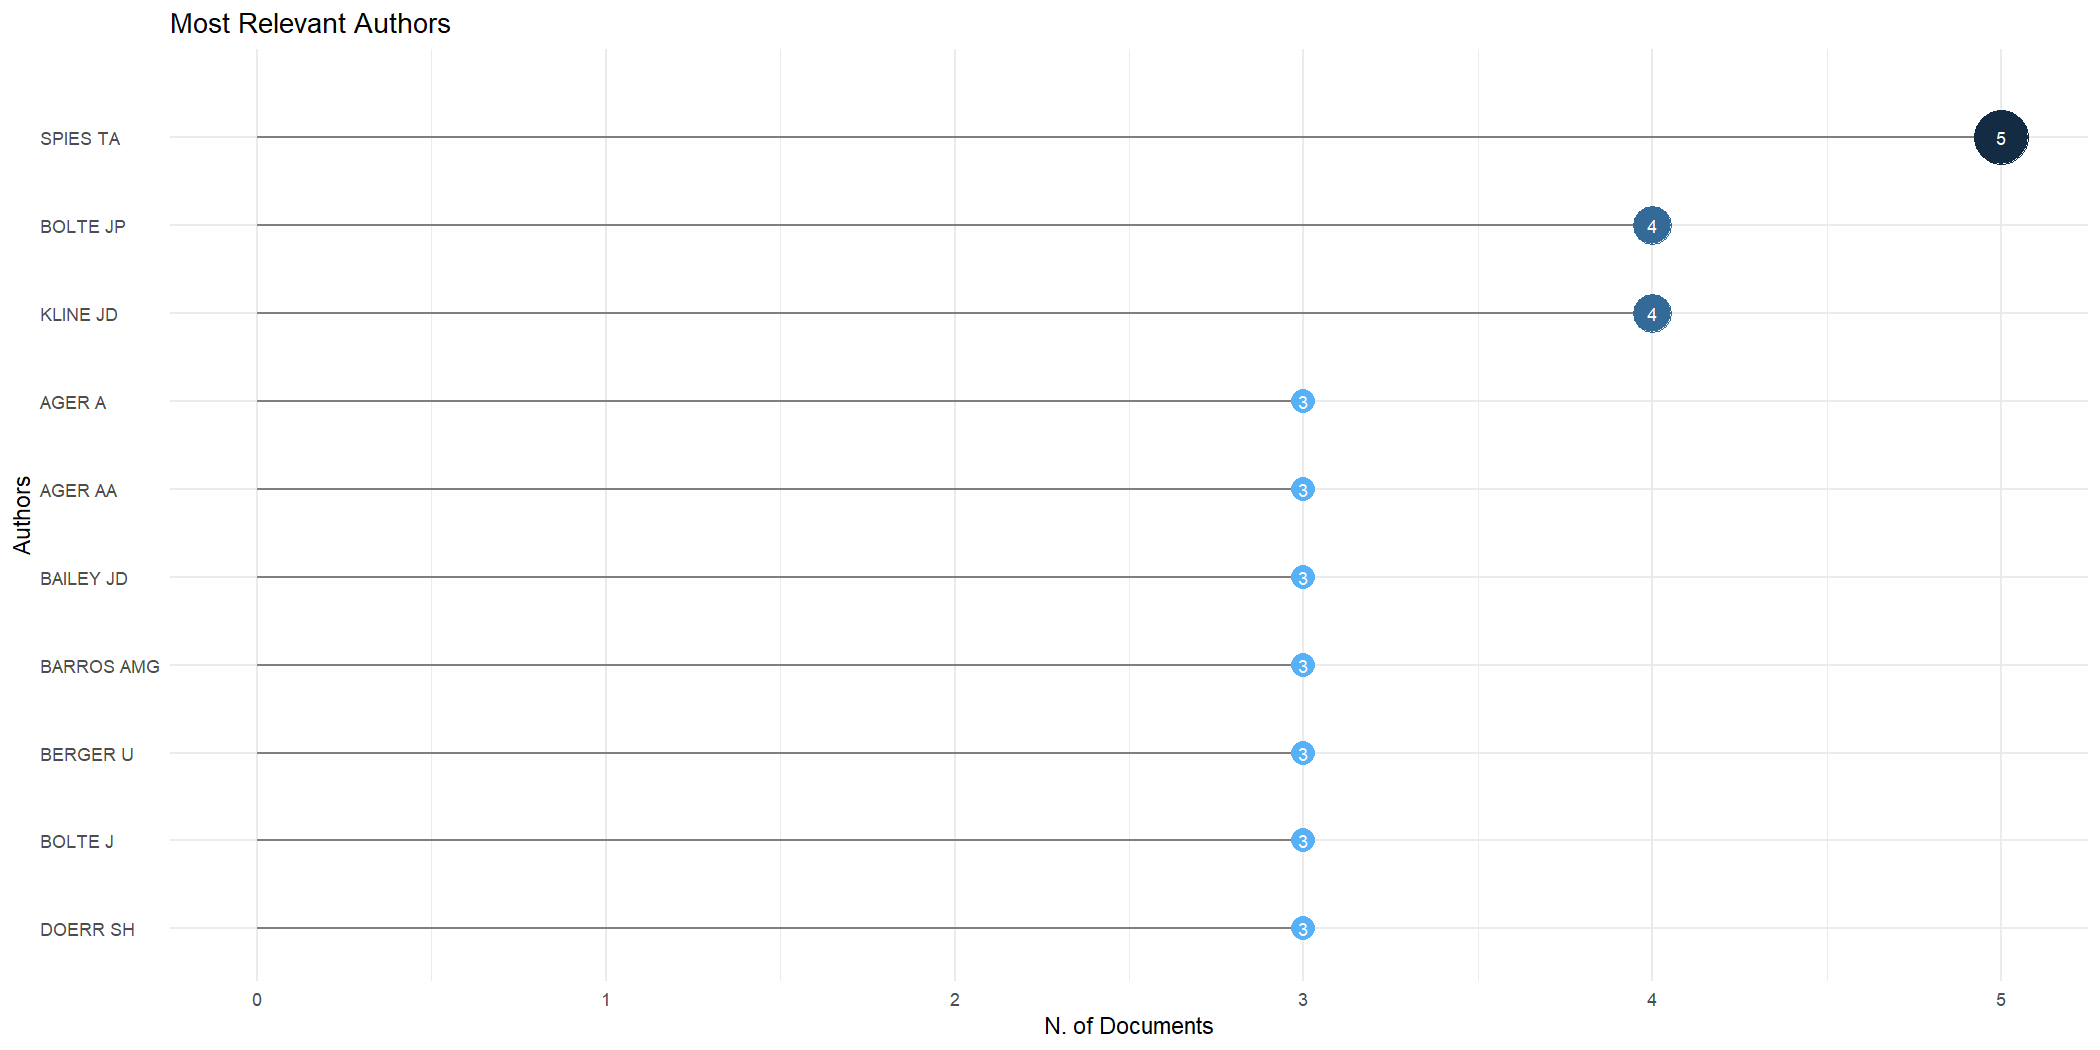 Most Relevant Authors
SPIES TA
5
BOLTE JP
4
KLINE JD
4
AGER A
3
AGER AA
3
BAILEY JD
3
BARROS AMG
3
BERGER U
3
BOLTE J
3
DOERR SH
3
Authors
0 1 2 3 4 5
N. of Documents